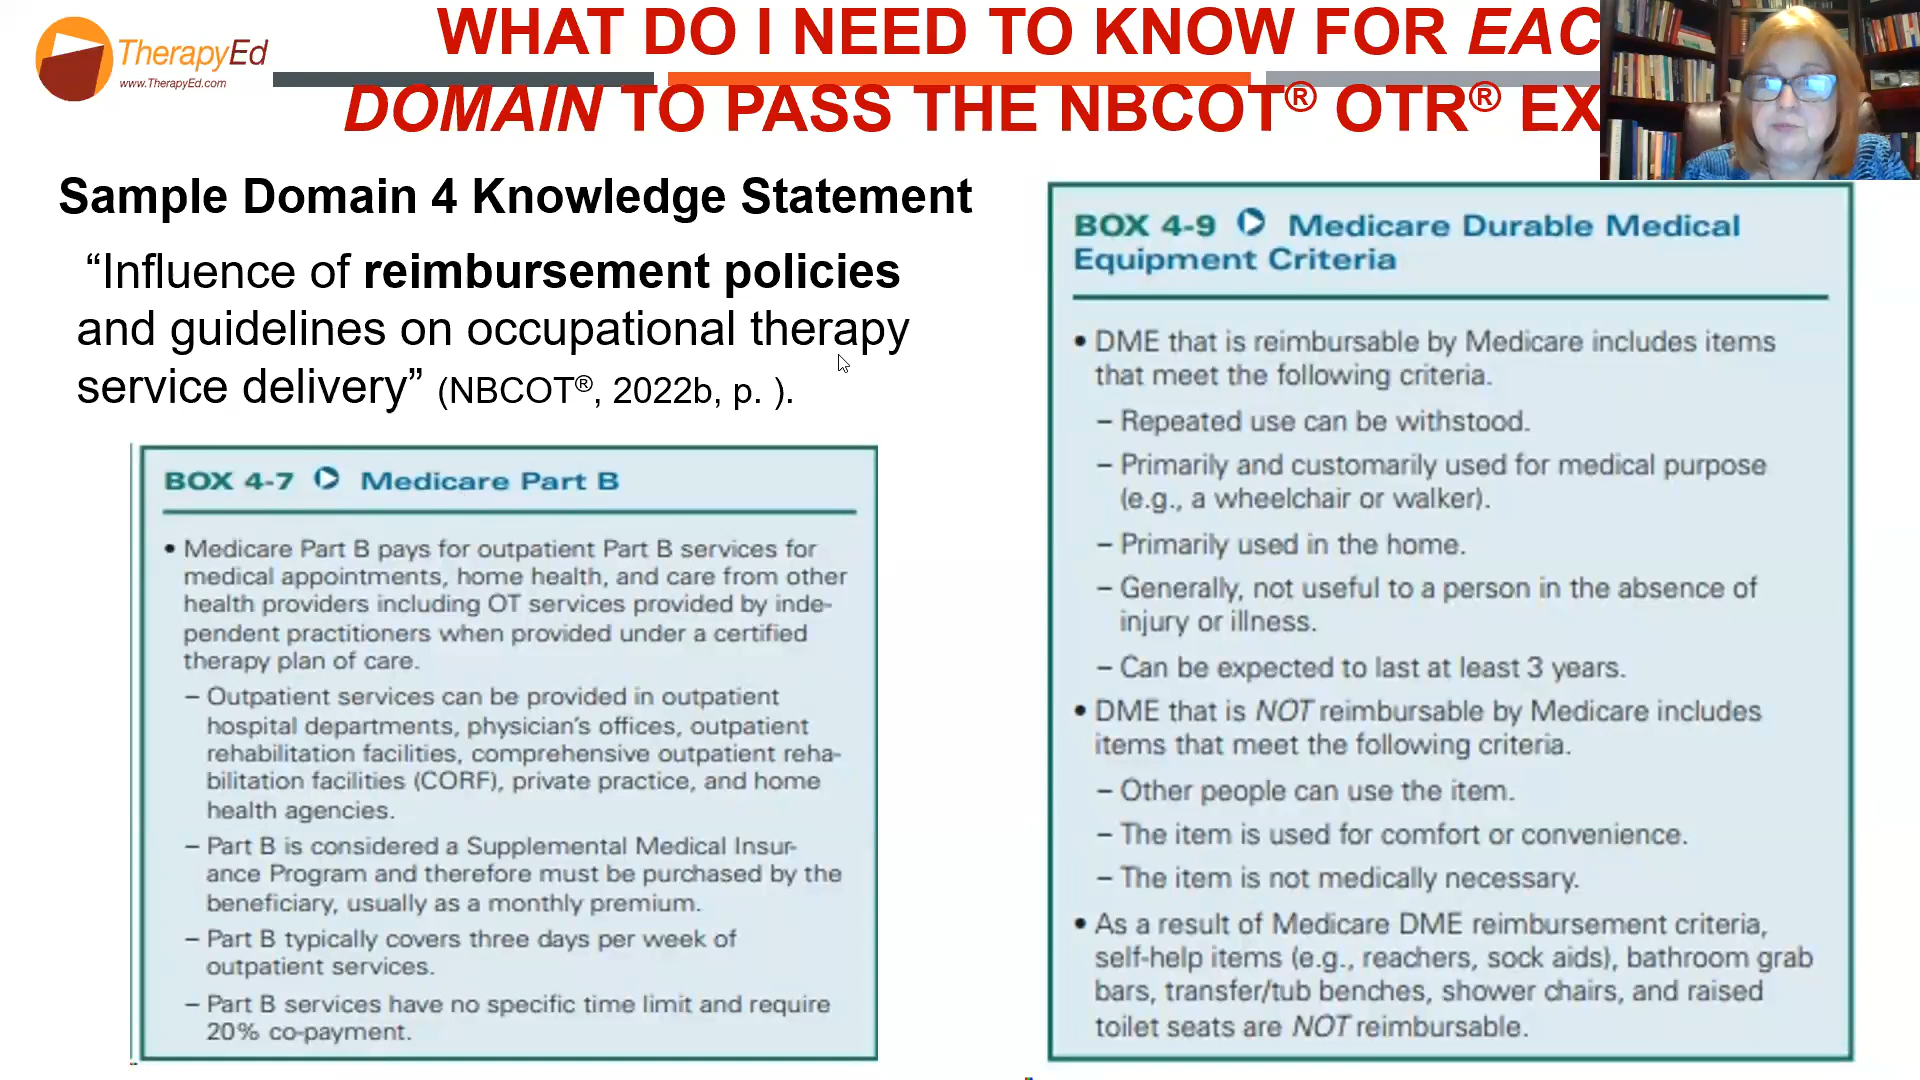 TherapyEd
www.TherapyEd.com
WHAT DO I NEED TO KNOW FOR EAC
DOMAIN TO PASS THE NBCOT® OTR® EX
Sample Domain 4 Knowledge Statement
“Influence of reimbursement policies
and guidelines on occupational therapy
service delivery” (NBCOT®, 2022b, p. ).
BOX 4-7 Medicare Part B
• Medicare Part B pays for outpatient Part B services for
medical appointments, home health, and care from other
health providers including OT services provided by inde-
pendent practitioners when provided under a certified
therapy plan of care.
– Outpatient services can be provided in outpatient
hospital departments, physician’s offices, outpatient
rehabilitation facilities, comprehensive outpatient reha-
bilitation facilities (CORF), private practice, and home
health agencies.
– Part B is considered a Supplemental Medical Insur-
ance Program and therefore must be purchased by the
beneficiary, usually as a monthly premium.
– Part B typically covers three days per week of
outpatient services.
– Part B services have no specific time limit and require
20% co-payment.
BOX 4-9 Medicare Durable Medical
Equipment Criteria
• DME that is reimbursable by Medicare includes items
that meet the following criteria.
– Repeated use can be withstood.
– Primarily and customarily used for medical purpose
(e.g., a wheelchair or walker).
– Primarily used in the home.
– Generally, not useful to a person in the absence of
injury or illness.
– Can be expected to last at least 3 years.
• DME that is NOT reimbursable by Medicare includes
items that meet the following criteria.
– Other people can use the item.
– The item is used for comfort or convenience.
– The item is not medically necessary.
• As a result of Medicare DME reimbursement criteria,
self-help items (e.g., reachers, sock aids), bathroom grab
bars, transfer/tub benches, shower chairs, and raised
toilet seats are NOT reimbursable.